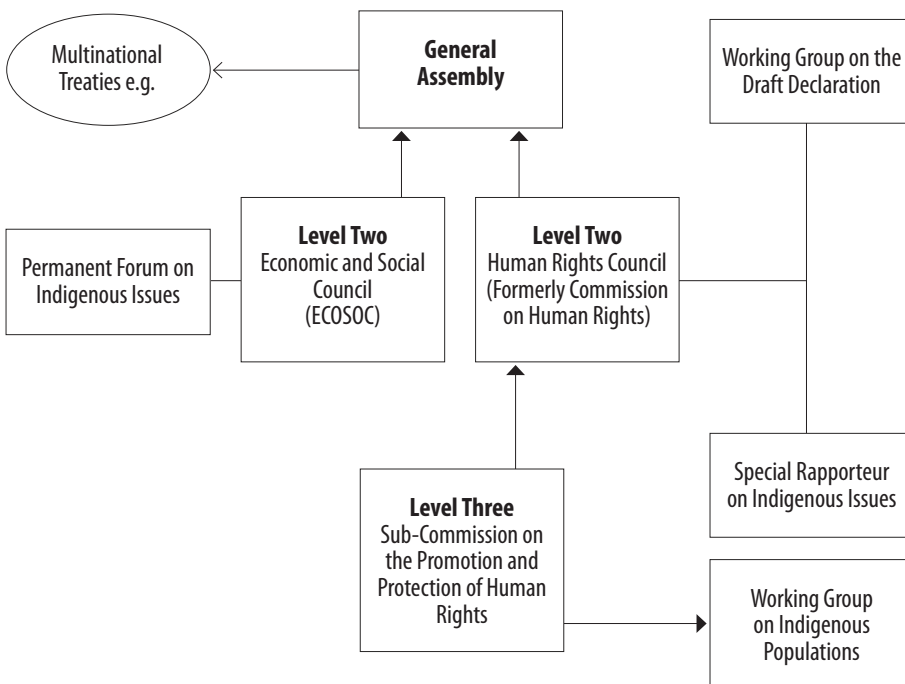 Multinational
Treaties e.g.
General
Assembly
Working Group on the
Draft Declaration
Permanent Forum on
Indigenous Issues
Level Two
Economic and Social
Council
(ECOSOC)
Level Two
Human Rights Council
(Formerly Commission
on Human Rights)
Level Three
Sub-Commission on
the Promotion and
Protection of Human
Rights
Special Rapporteur
on Indigenous Issues
Working Group
on Indigenous
Populations